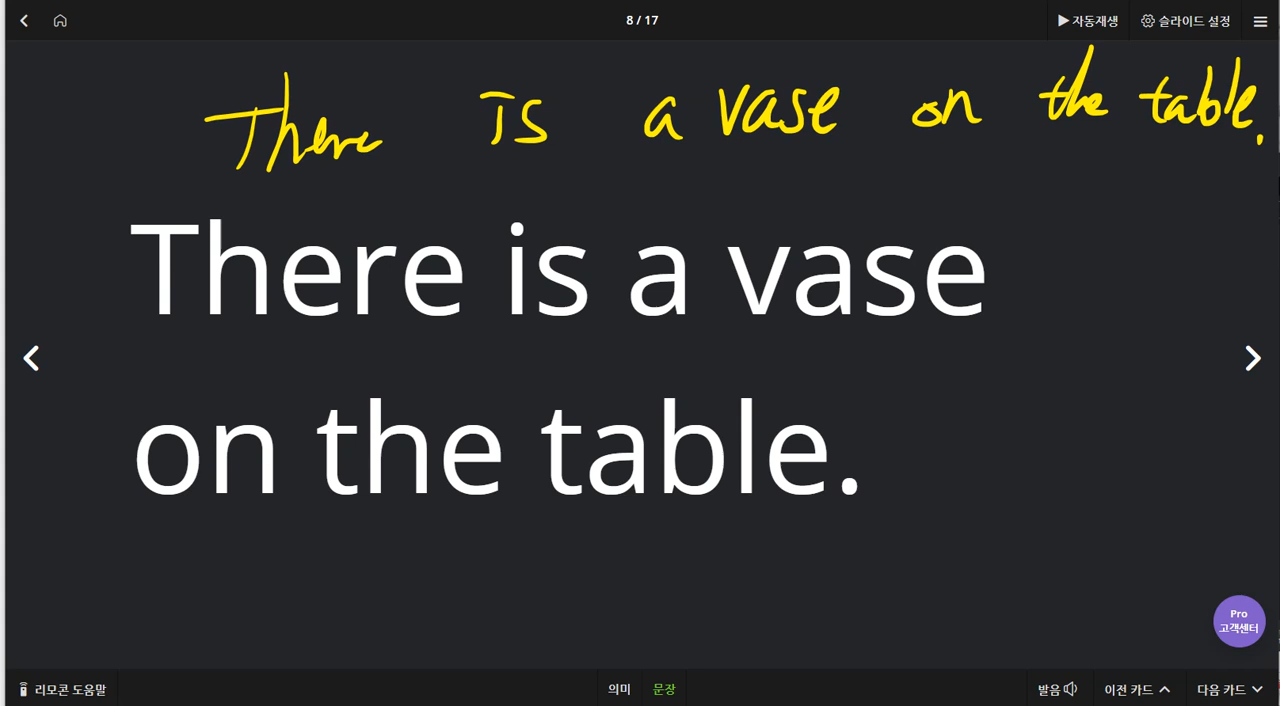 8 / 17
자동재생
슬라이드 설정
There is a vase on the table.
There is a vase
on the table.
Pro
고객센터
리모콘 도움말
의미
문장
발음
이전 카드
다음 카드